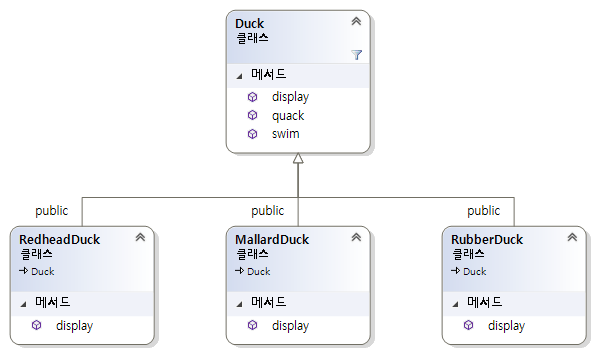 Duck
클래스
메서드
display
quack
swim
public
public
public
RedheadDuck
클래스
Duck
메서드
display
MallardDuck
클래스
Duck
메서드
display
RubberDuck
클래스
Duck
메서드
display